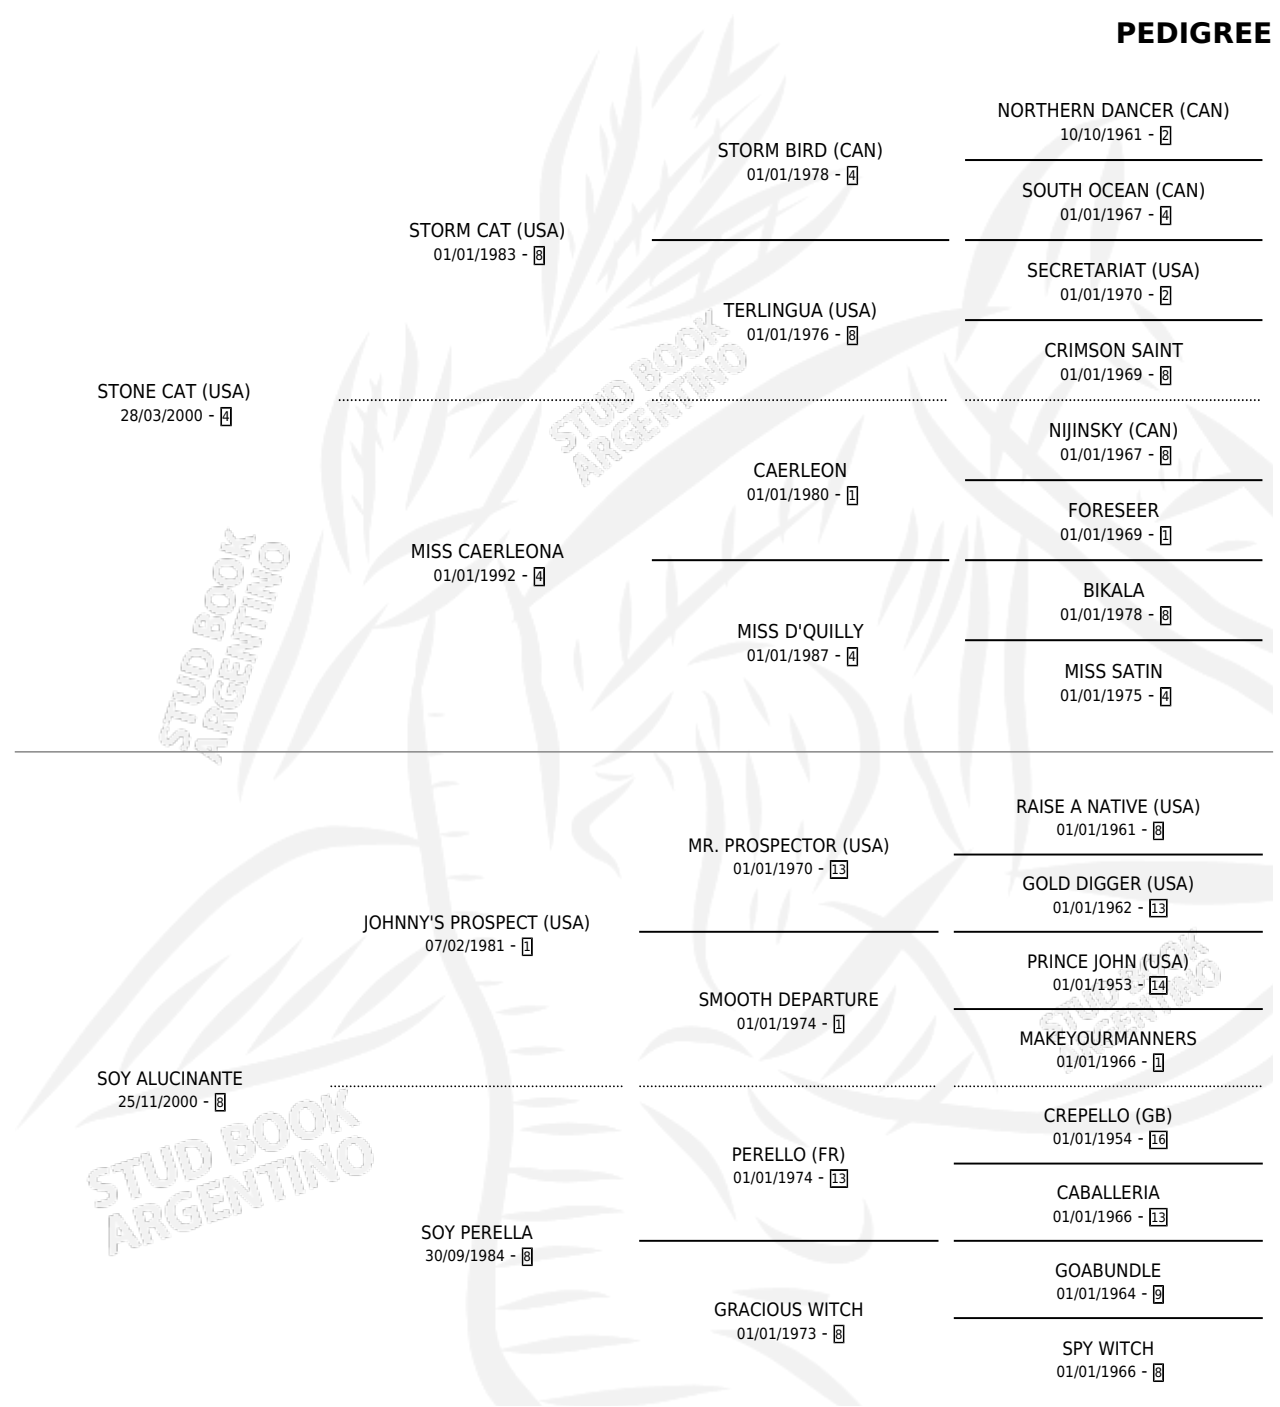 PEDIGREE
NORTHERN DANCER (CAN)
10/10/1961 - 2
STORM BIRD (CAN)
01/01/1978 - 4
SOUTH OCEAN (CAN)
01/01/1967 - 4
STORM CAT (USA)
01/01/1983 - 8
SECRETARIAT (USA)
01/01/1970 - 2
TERLINGUA (USA)
01/01/1976 - 8
CRIMSON SAINT
01/01/1969 - 8
STONE CAT (USA)
28/03/2000 - 4
NIJINSKY (CAN)
01/01/1967 - 8
CAERLEON
01/01/1980 - 1
FORESEER
01/01/1969 - 1
MISS CAERLEONA
01/01/1992 - 4
BIKALA
01/01/1978 - 8
MISS D'QUILLY
01/01/1987 - 4
MISS SATIN
01/01/1975 - 4
STUD BOOK
ARGENTINO
STUD BOOK
ARGENTINO
RAISE A NATIVE (USA)
01/01/1961 - 8
MR. PROSPECTOR (USA)
01/01/1970 - 13
GOLD DIGGER (USA)
01/01/1962 - 13
JOHNNY'S PROSPECT (USA)
07/02/1981 - 1
PRINCE JOHN (USA)
01/01/1953 - 14
SMOOTH DEPARTURE
01/01/1974 - 1
MAKEYOURMANNERS
01/01/1966 - 1
STUD BOOK
ARGENTINO
SOY ALUCINANTE
25/11/2000 - 8
CREPELLO (GB)
01/01/1954 - 16
PERELLO (FR)
01/01/1974 - 13
CABALLERIA
01/01/1966 - 13
STUD BOOK
ARGENTINO
SOY PERELLA
30/09/1984 - 8
GOABUNDLE
01/01/1964 - 9
GRACIOUS WITCH
01/01/1973 - 8
SPY WITCH
01/01/1966 - 8